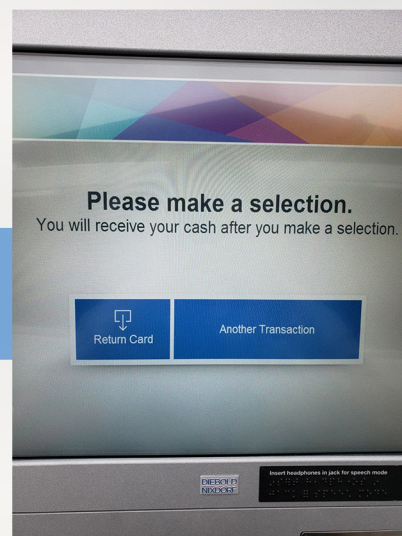 Please make a selection.
You will receive your cash after you make a selection.
Return Card
Another Transaction
DIEBOLD
NIXDORF
Insert headphones in jack for speech mode